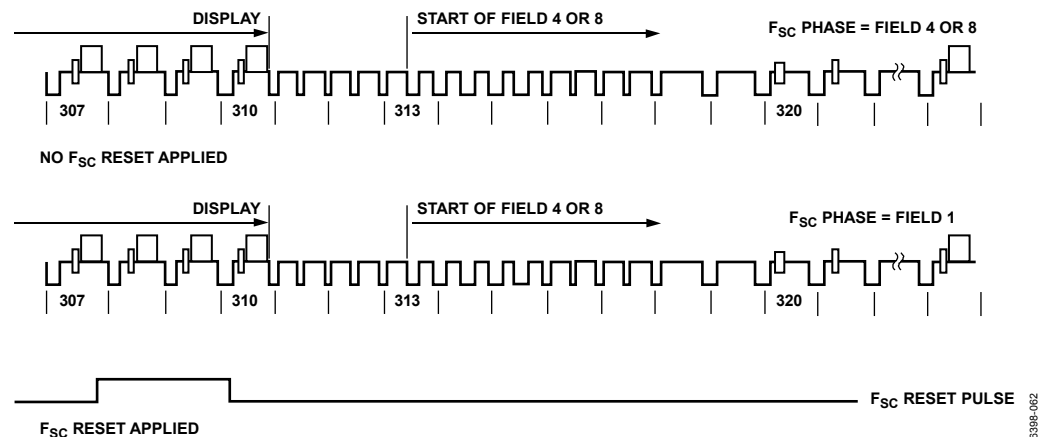 DISPLAY START OF FIELD 4 OR 8 FSC PHASE = FIELD 4 OR 8
307 310 313 320
NO FSC RESET APPLIED
DISPLAY START OF FIELD 4 OR 8 FSC PHASE = FIELD 1
307 310 313 320
FSC RESET PULSE
FSC RESET APPLIED
6398-062